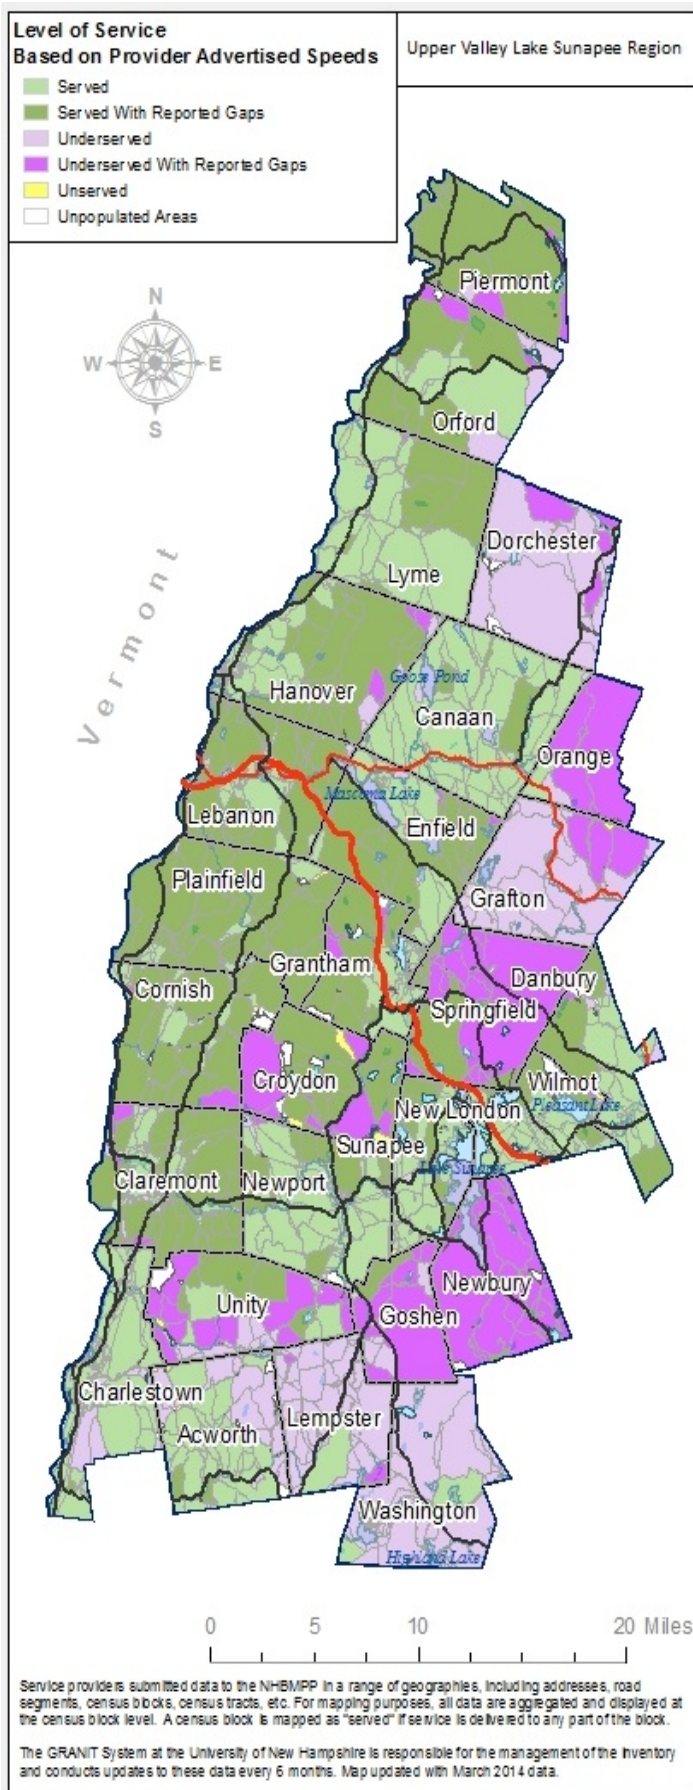 Level of Service
Based on Provider Advertised Speeds
Upper Valley Lake Sunapee Region
Served
Served With Reported Gaps
Underserved
Underserved With Reported Gaps
Unserved
Unpopulated Areas
N
W E
S
Vermont
Piermont
Orford
Dorchester
Lyme
Goose Pond
Hanover
Canaan
Orange
Mascoma Lake
Lebanon
Enfield
Plainfield
Grafton
Grantham
Danbury
Cornish
Springfield
Croydon
Wilmot
New London
Pleasant Lake
Sunapee
Lake Sunapee
Claremont
Newport
Newbury
Unity
Goshen
Charlestown
Lempster
Acworth
Washington
Highland Lake
0 5 10 20 Miles
Service providers submitted data to the NHBMPP in a range of geographies, including addresses, road
segments, census blocks, census tracts, etc. For mapping purposes, all data are aggregated and displayed at
the census block level. A census block is mapped as "served" if service is delivered to any part of the block.
The GRANIT System at the University of New Hampshire is responsible for the management of the inventory
and conducts updates to these data every 6 months. Map updated with March 2014 data.